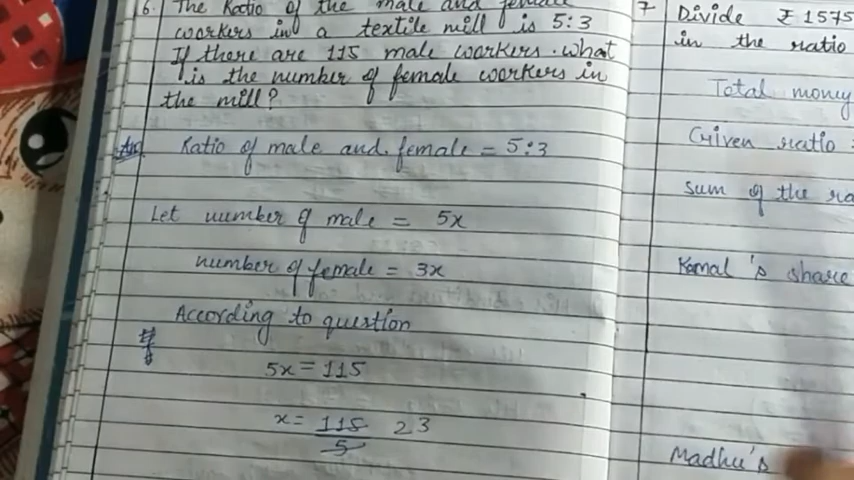 6. The Ratio of the male and female
workers in a textile mill is 5:3
If there are 115 male workers. what
is the number of female workers in
the mill?
Ans Ratio of male and female = 5:3
Let number of male = 5x
number of female = 3x
According to question
5x = 115
x = 115 23
5
7 Divide ₹ 1575
in the ratio
Total money
Given ratio
Sum of the
Kamal's share
Madhu's